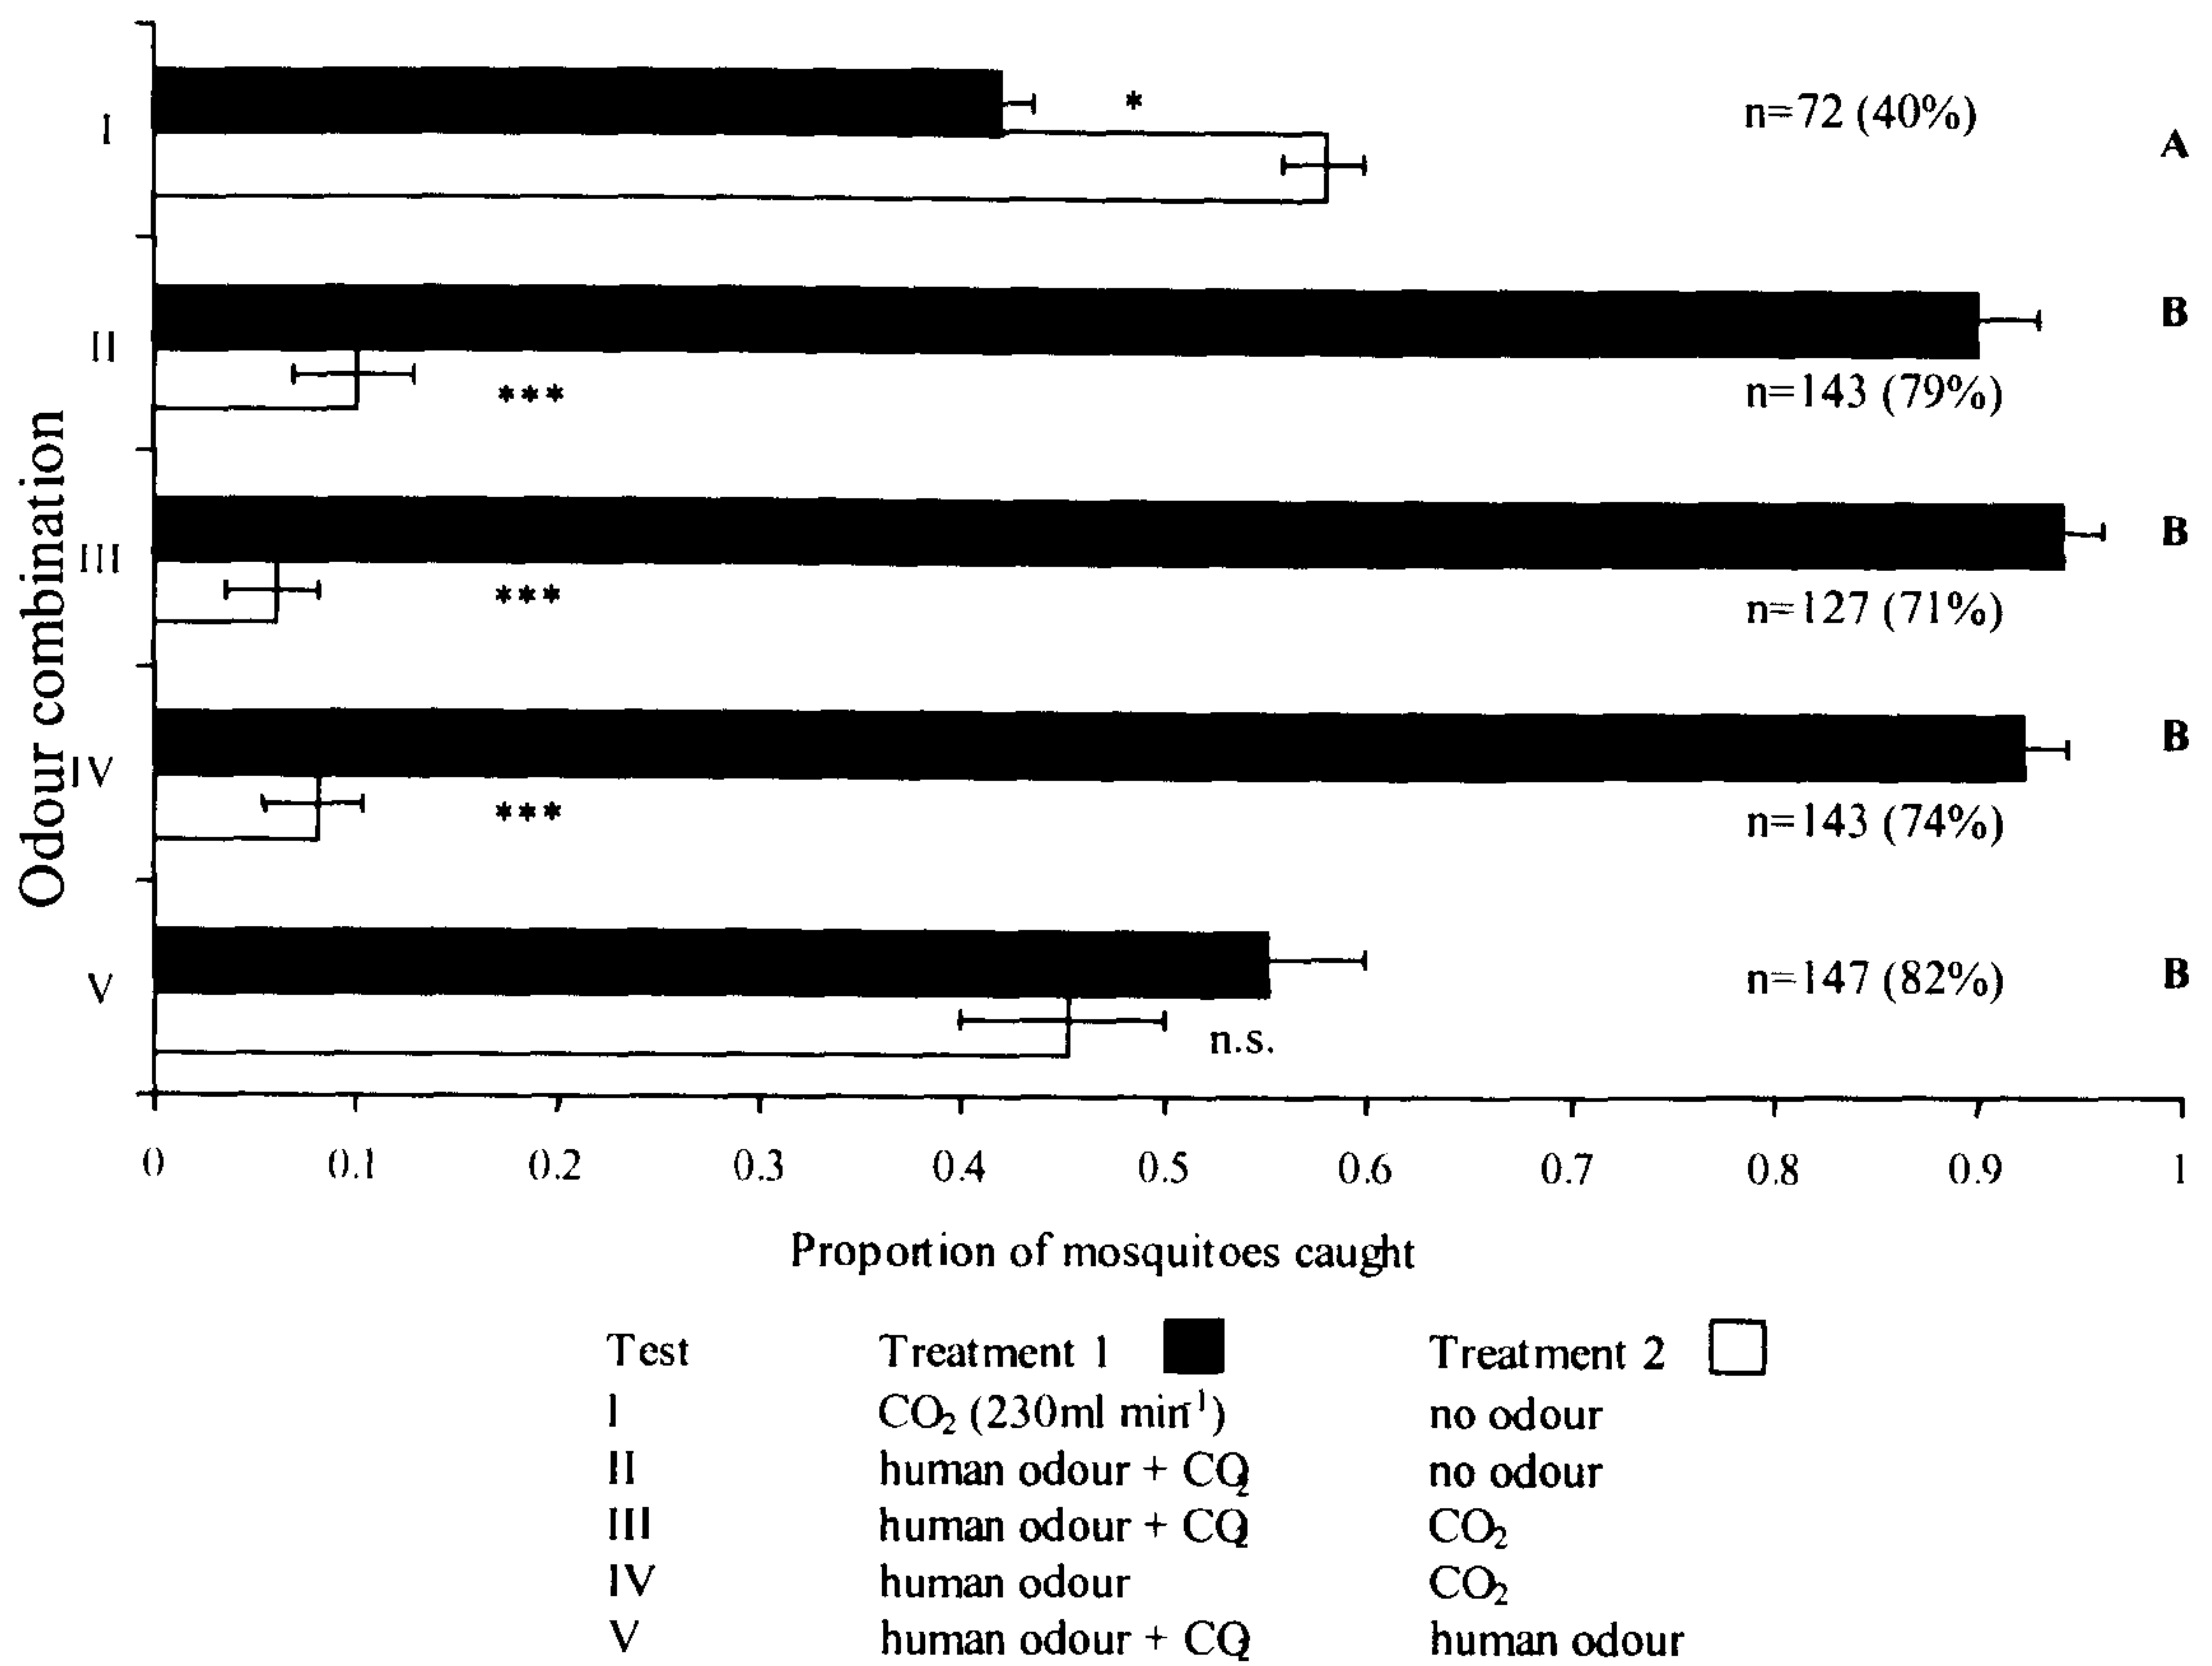 Odour combination
I
*
n=72 (40%)
A
II
***
B
n=143 (79%)
III
***
B
n=127 (71%)
IV
***
B
n=143 (74%)
V
n.s.
n=147 (82%)
B
0 0.1 0.2 0.3 0.4 0.5 0.6 0.7 0.8 0.9 1
Proportion of mosquitoes caught
Test Treatment 1 Treatment 2
I CO₂ (230ml min⁻¹) no odour
II human odour + CO₂ no odour
III human odour + CO₂ CO₂
IV human odour CO₂
V human odour + CO₂ human odour